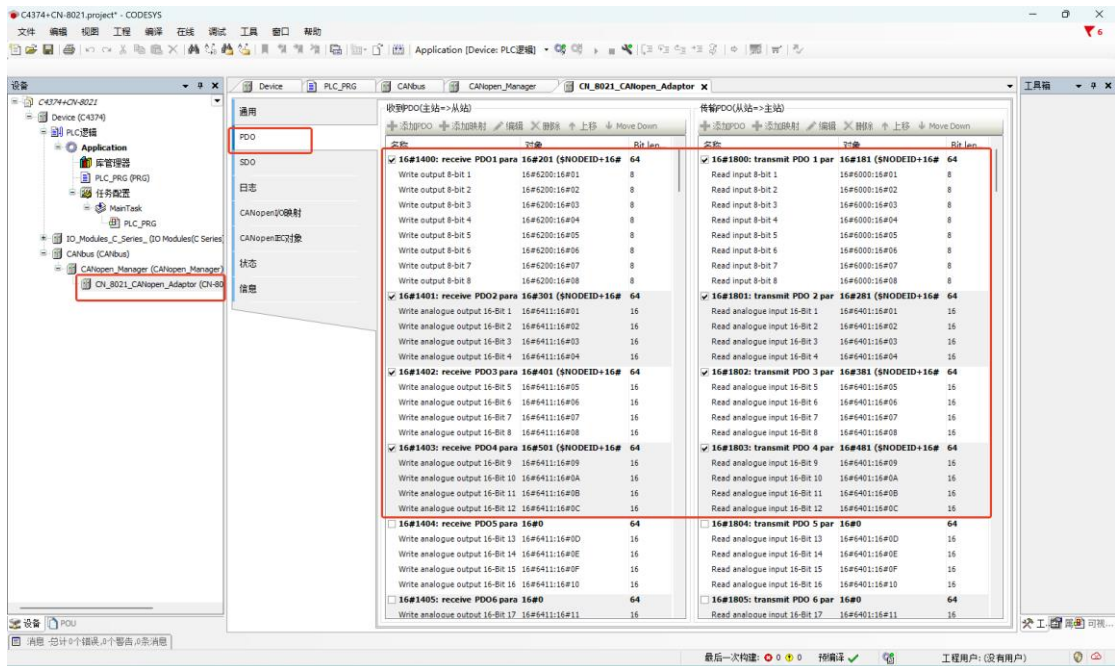 C4374+CN-8021.project* - CODESYS
文件 编辑 视图 工程 编译 在线 调试 工具 窗口 帮助
6
Application [Device: PLC逻辑]
设备
C4374+CN-8021
Device (C4374)
PLC逻辑
Application
库管理器
PLC_PRG (PRG)
任务配置
MainTask
PLC_PRG
IO_Modules_C_Series_ (IO Modules(C Series
CANbus (CANbus)
CANopen_Manager (CANopen_Manager)
CN_8021_CANopen_Adaptor (CN-80
设备 POU
Device PLC_PRG CANbus CANopen_Manager CN_8021_CANopen_Adaptor
通用
PDO
SDO
日志
CANopenI/O映射
CANopenIEC对象
状态
信息
收到PDO(主站=>从站)
添加PDO 添加映射 编辑 删除 上移 Move Down
名称 对象 Bit len...
16#1400: receive PDO1 para 16#201 ($NODEID+16# 64
Write output 8-bit 1 16#6200:16#01 8
Write output 8-bit 2 16#6200:16#02 8
Write output 8-bit 3 16#6200:16#03 8
Write output 8-bit 4 16#6200:16#04 8
Write output 8-bit 5 16#6200:16#05 8
Write output 8-bit 6 16#6200:16#06 8
Write output 8-bit 7 16#6200:16#07 8
Write output 8-bit 8 16#6200:16#08 8
16#1401: receive PDO2 para 16#301 ($NODEID+16# 64
Write analogue output 16-Bit 1 16#6411:16#01 16
Write analogue output 16-Bit 2 16#6411:16#02 16
Write analogue output 16-Bit 3 16#6411:16#03 16
Write analogue output 16-Bit 4 16#6411:16#04 16
16#1402: receive PDO3 para 16#401 ($NODEID+16# 64
Write analogue output 16-Bit 5 16#6411:16#05 16
Write analogue output 16-Bit 6 16#6411:16#06 16
Write analogue output 16-Bit 7 16#6411:16#07 16
Write analogue output 16-Bit 8 16#6411:16#08 16
16#1403: receive PDO4 para 16#501 ($NODEID+16# 64
Write analogue output 16-Bit 9 16#6411:16#09 16
Write analogue output 16-Bit 10 16#6411:16#0A 16
Write analogue output 16-Bit 11 16#6411:16#0B 16
Write analogue output 16-Bit 12 16#6411:16#0C 16
16#1404: receive PDO5 para 16#0 64
Write analogue output 16-Bit 13 16#6411:16#0D 16
Write analogue output 16-Bit 14 16#6411:16#0E 16
Write analogue output 16-Bit 15 16#6411:16#0F 16
Write analogue output 16-Bit 16 16#6411:16#10 16
16#1405: receive PDO6 para 16#0 64
Write analogue output 16-Bit 17 16#6411:16#11 16
传输PDO(从站=>主站)
添加PDO 添加映射 编辑 删除 上移 Move Down
名称 对象 Bit len...
16#1800: transmit PDO 1 par 16#181 ($NODEID+16# 64
Read input 8-bit 1 16#6000:16#01 8
Read input 8-bit 2 16#6000:16#02 8
Read input 8-bit 3 16#6000:16#03 8
Read input 8-bit 4 16#6000:16#04 8
Read input 8-bit 5 16#6000:16#05 8
Read input 8-bit 6 16#6000:16#06 8
Read input 8-bit 7 16#6000:16#07 8
Read input 8-bit 8 16#6000:16#08 8
16#1801: transmit PDO 2 par 16#281 ($NODEID+16# 64
Read analogue input 16-Bit 1 16#6401:16#01 16
Read analogue input 16-Bit 2 16#6401:16#02 16
Read analogue input 16-Bit 3 16#6401:16#03 16
Read analogue input 16-Bit 4 16#6401:16#04 16
16#1802: transmit PDO 3 par 16#381 ($NODEID+16# 64
Read analogue input 16-Bit 5 16#6401:16#05 16
Read analogue input 16-Bit 6 16#6401:16#06 16
Read analogue input 16-Bit 7 16#6401:16#07 16
Read analogue input 16-Bit 8 16#6401:16#08 16
16#1803: transmit PDO 4 par 16#481 ($NODEID+16# 64
Read analogue input 16-Bit 9 16#6401:16#09 16
Read analogue input 16-Bit 10 16#6401:16#0A 16
Read analogue input 16-Bit 11 16#6401:16#0B 16
Read analogue input 16-Bit 12 16#6401:16#0C 16
16#1804: transmit PDO 5 par 16#0 64
Read analogue input 16-Bit 13 16#6401:16#0D 16
Read analogue input 16-Bit 14 16#6401:16#0E 16
Read analogue input 16-Bit 15 16#6401:16#0F 16
Read analogue input 16-Bit 16 16#6401:16#10 16
16#1805: transmit PDO 6 par 16#0 64
Read analogue input 16-Bit 17 16#6401:16#11 16
工具箱
工... 可视...
消息 -总计0个错误,0个警告,0条消息
最后一次构建: 0 0 预编译 工程用户: (没有用户)